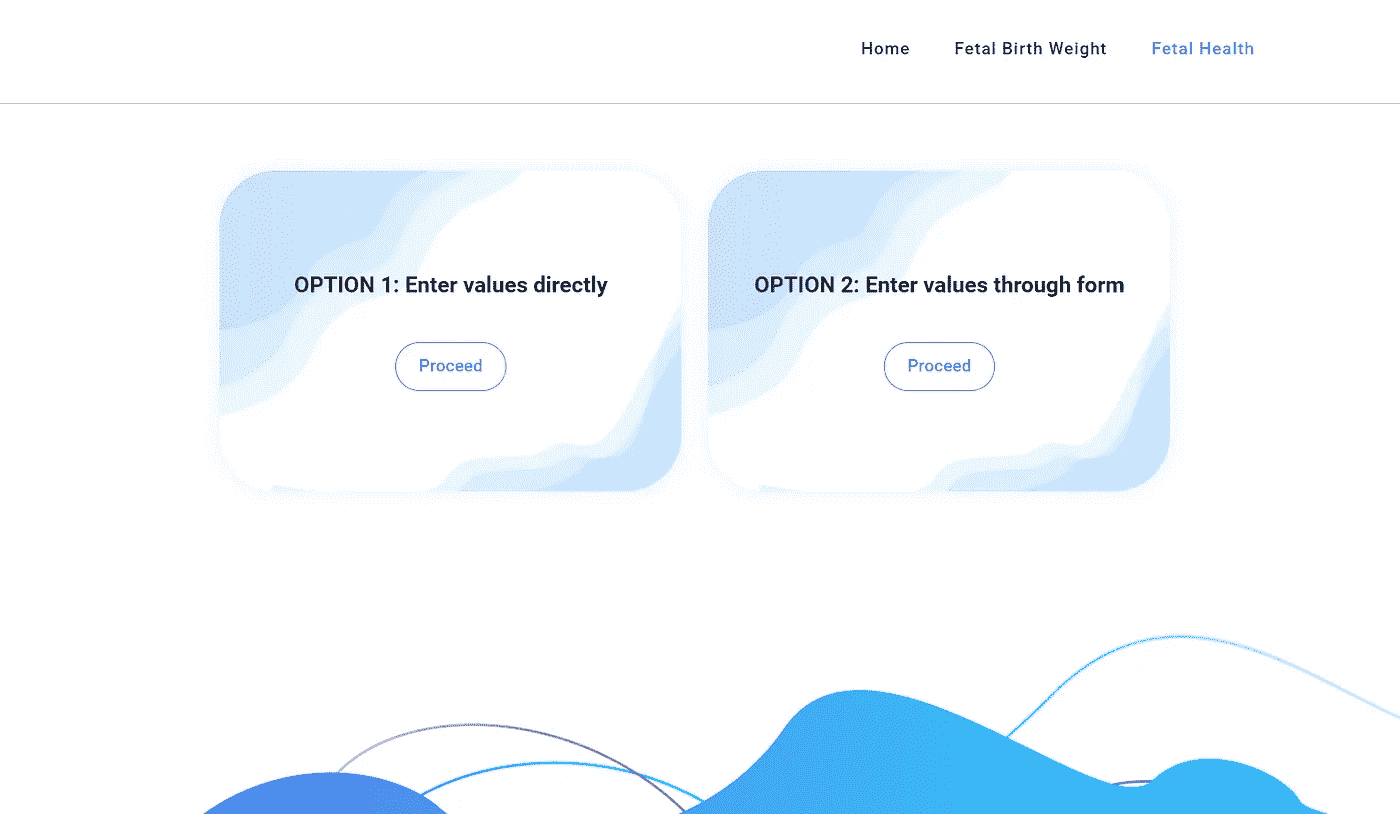 Home Fetal Birth Weight Fetal Health
OPTION 1: Enter values directly
Proceed
OPTION 2: Enter values through form
Proceed